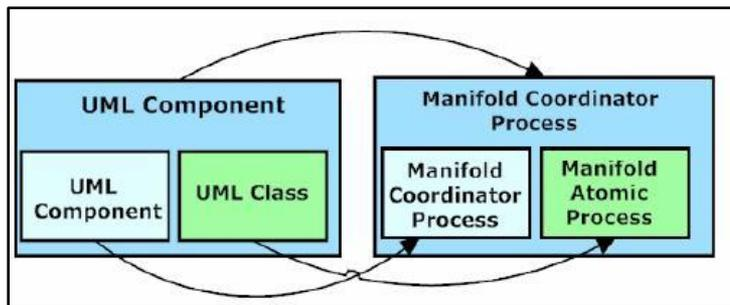 UML Component
UML
Component
UML Class
Manifold Coordinator
Process
Manifold
Coordinator
Process
Manifold
Atomic
Process